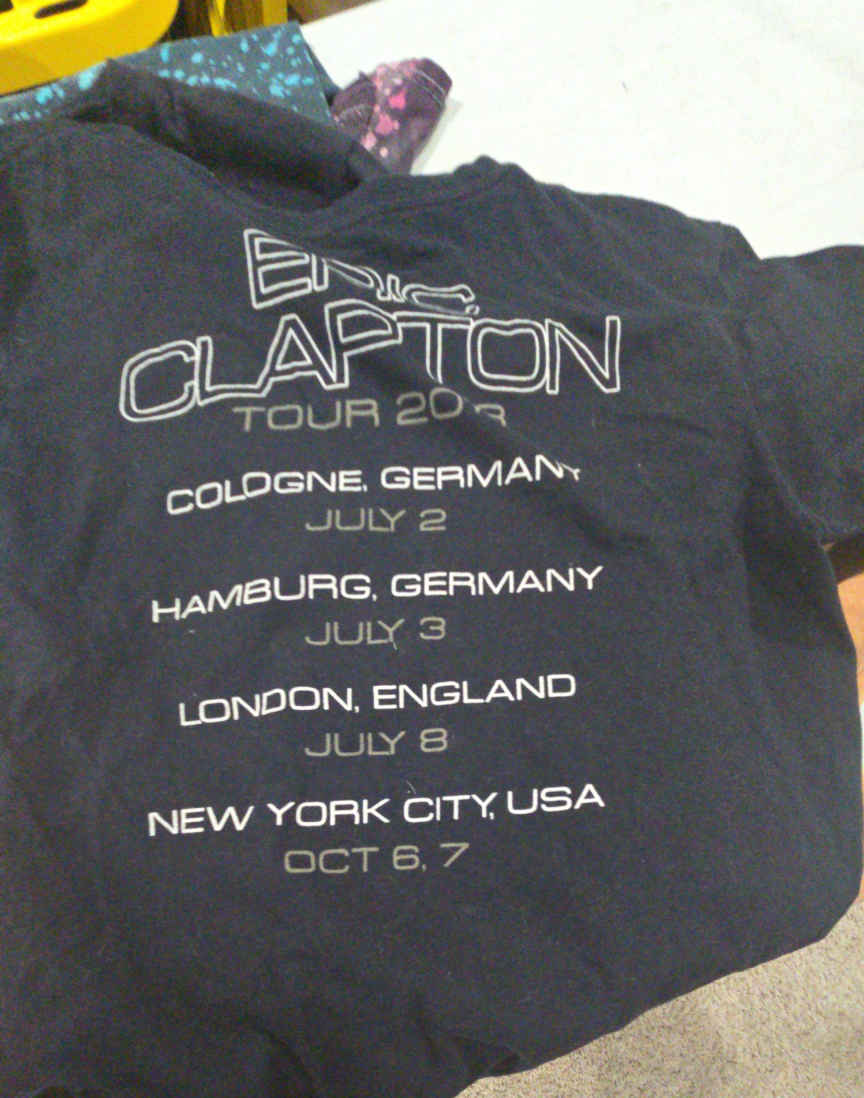 ERIC
CLAPTON
TOUR
COLOGNE, GERMANY
JULY 2
HAMBURG, GERMANY
JULY 3
LONDON, ENGLAND
JULY 8
NEW YORK CITY, USA
OCT 6, 7